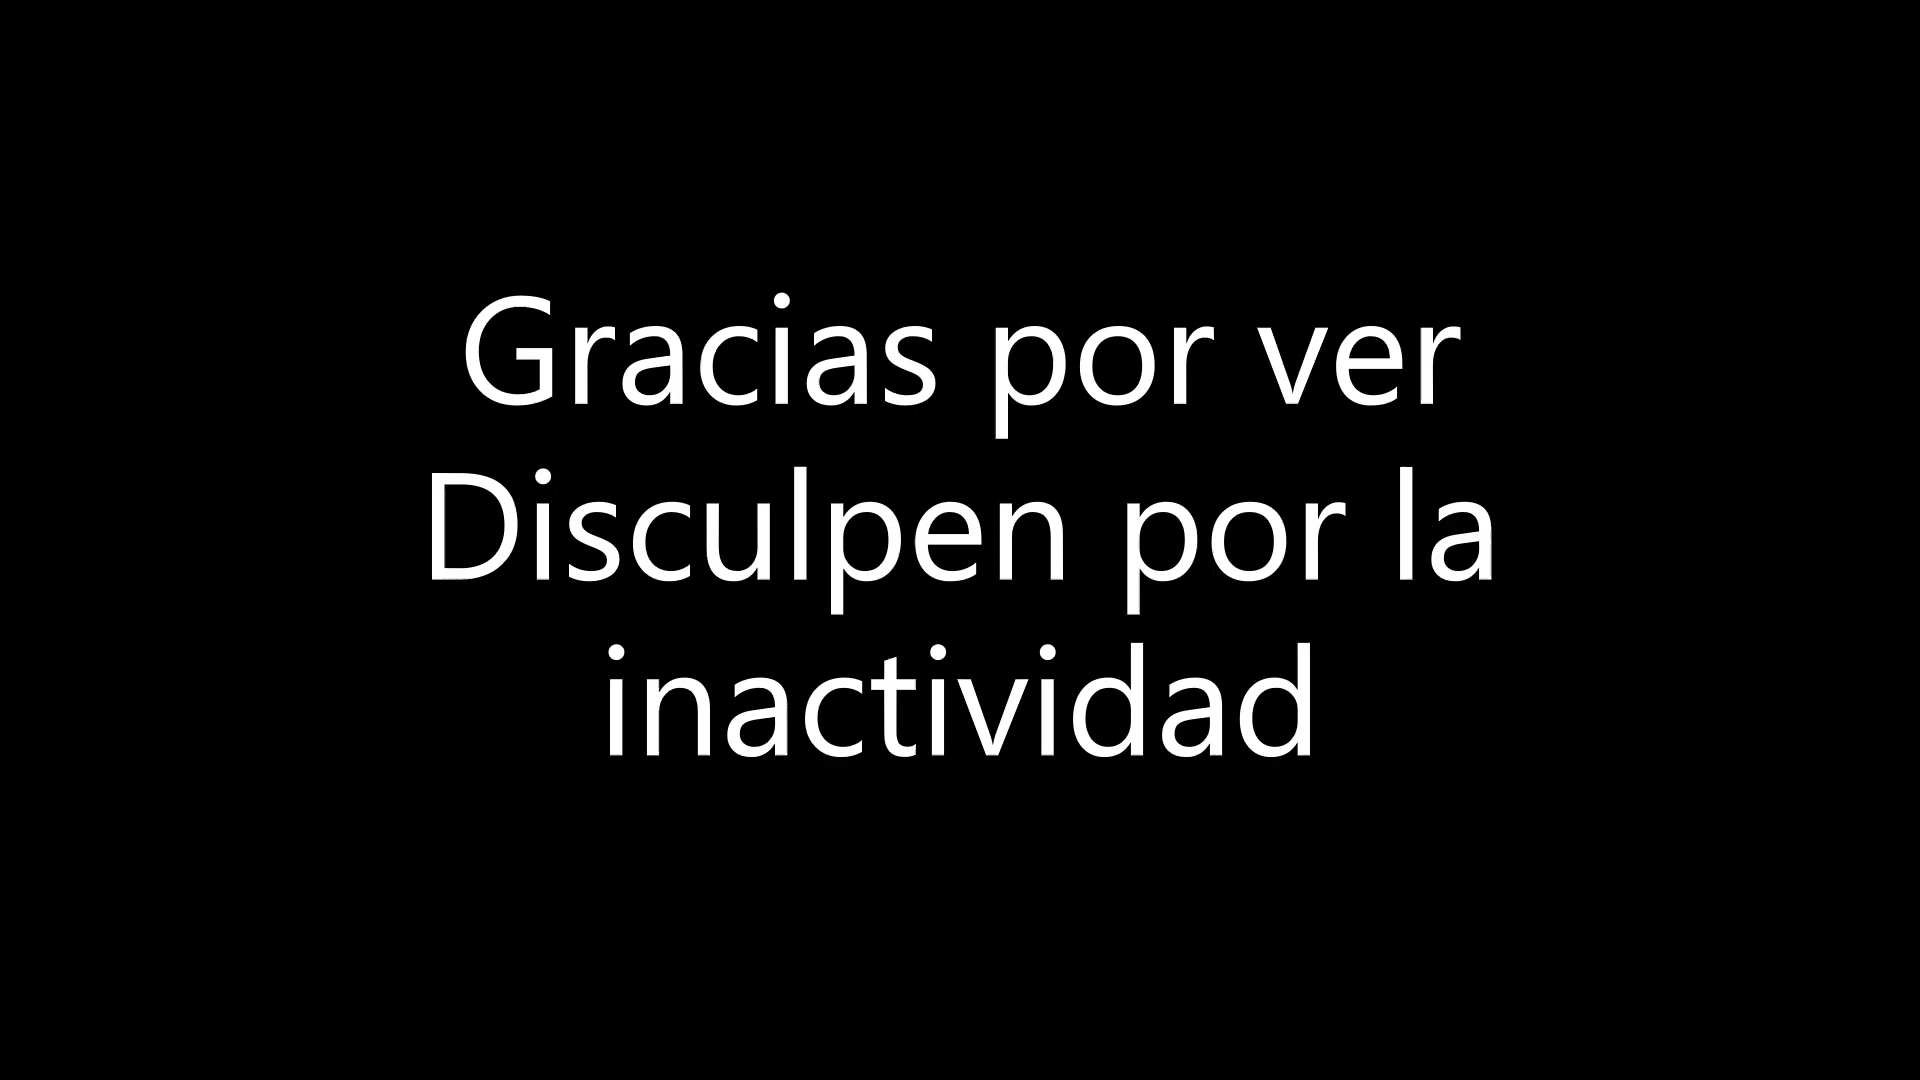 Gracias por ver
Disculpen por la
inactividad